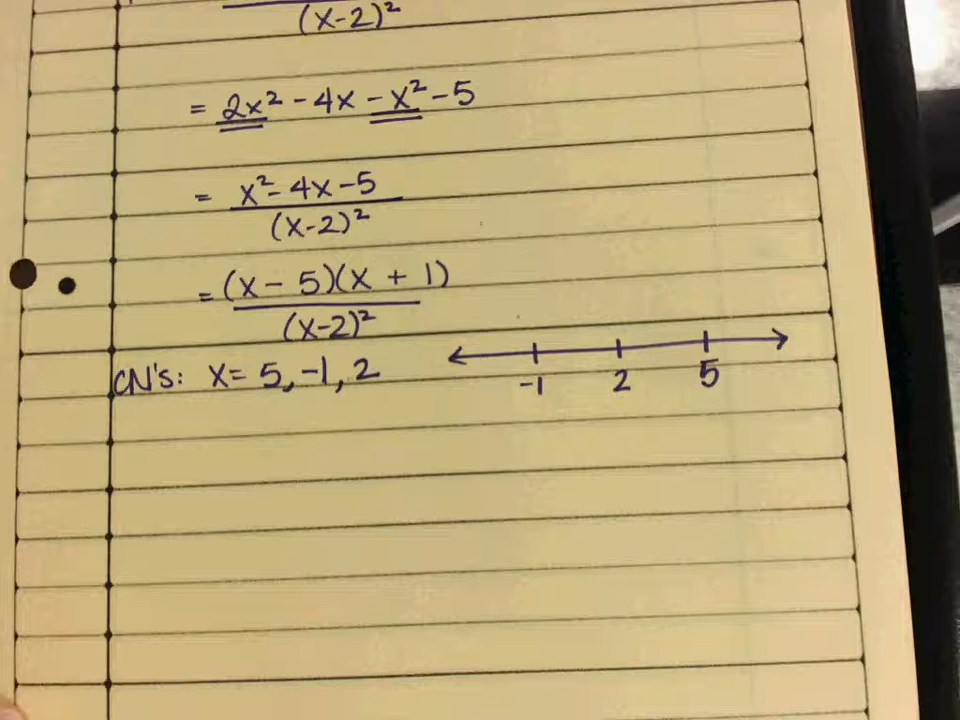 (x-2)²
= 2x² - 4x - x² - 5
= x² - 4x - 5
(x-2)²
= (x - 5)(x + 1)
(x-2)²
CN's: x = 5, -1, 2
-1 2 5